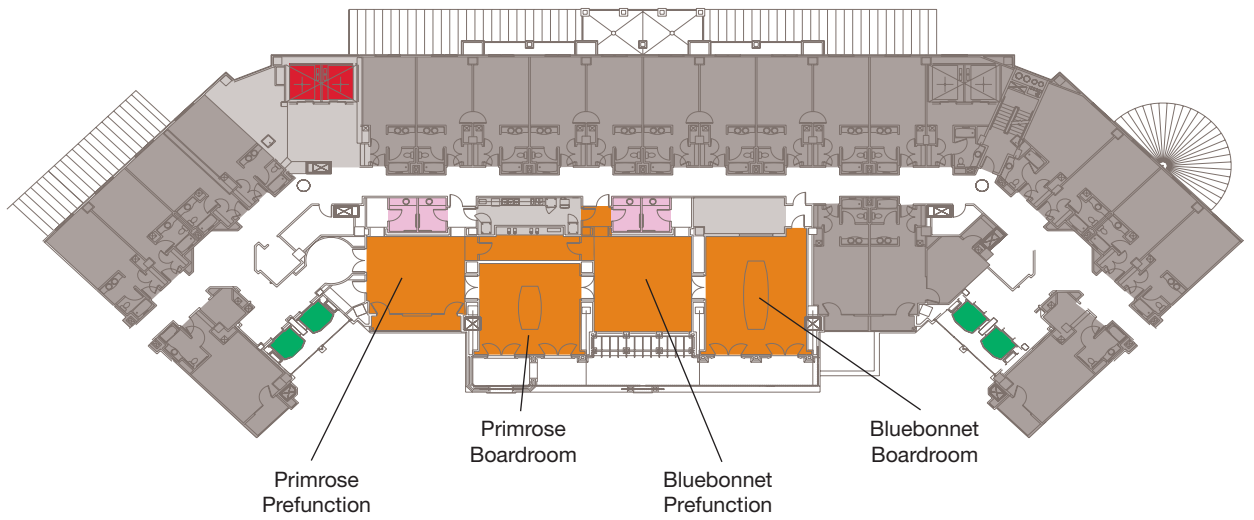 Primrose
Boardroom
Bluebonnet
Boardroom
Primrose
Prefunction
Bluebonnet
Prefunction